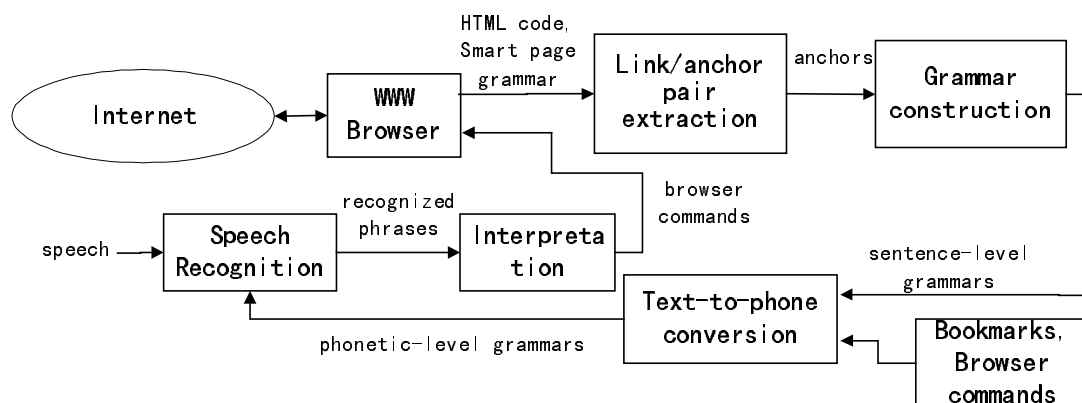 HTML code,
Smart page
grammar
Internet
WWW
Browser
Link/anchor
pair
extraction
anchors
Grammar
construction
browser
commands
speech
Speech
Recognition
recognized
phrases
Interpreta
tion
sentence-level
grammars
Text-to-phone
conversion
phonetic-level grammars
Bookmarks,
Browser
commands